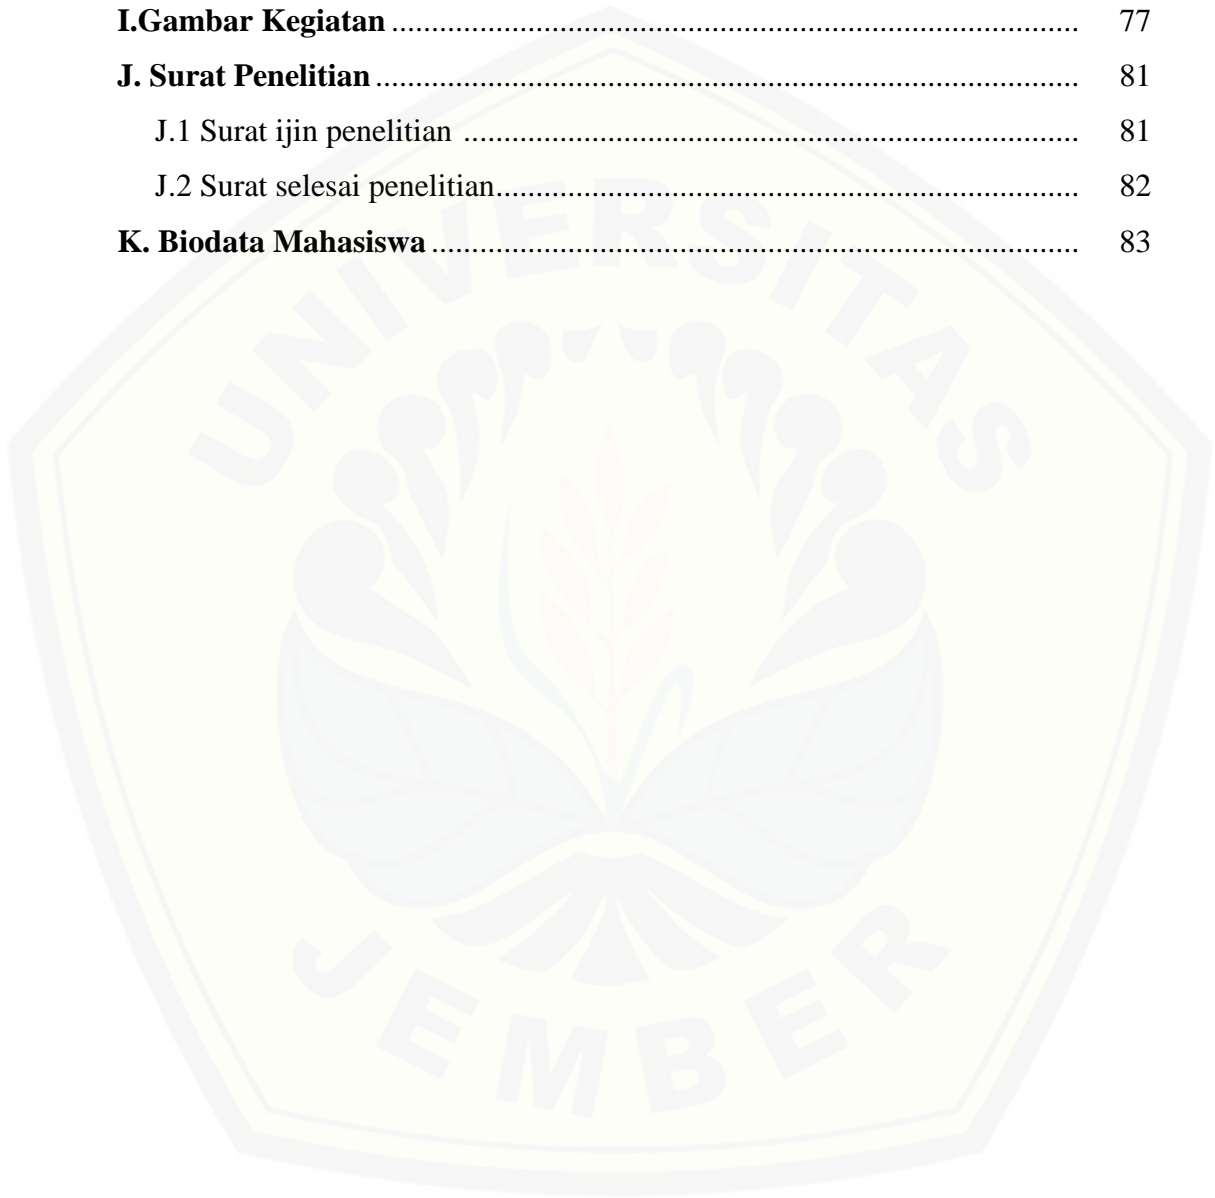 I.Gambar Kegiatan ........................................................................................ 77
J. Surat Penelitian .......................................................................................... 81
J.1 Surat ijin penelitian ............................................................................... 81
J.2 Surat selesai penelitian........................................................................... 82
K. Biodata Mahasiswa ................................................................................... 83
UNIVERSITAS
JEMBER